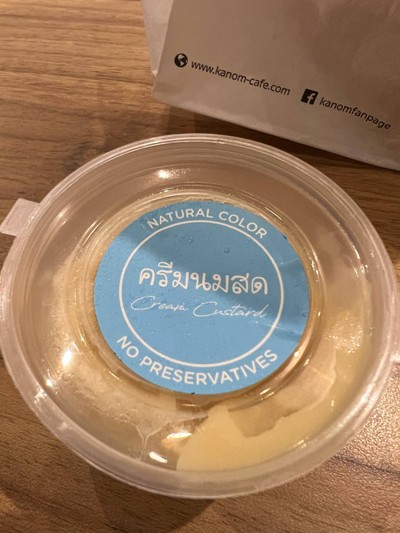 www.kanom-cafe.com
kanomfanpage
NATURAL COLOR
ครีมนมสด
Cream Custard
NO PRESERVATIVES